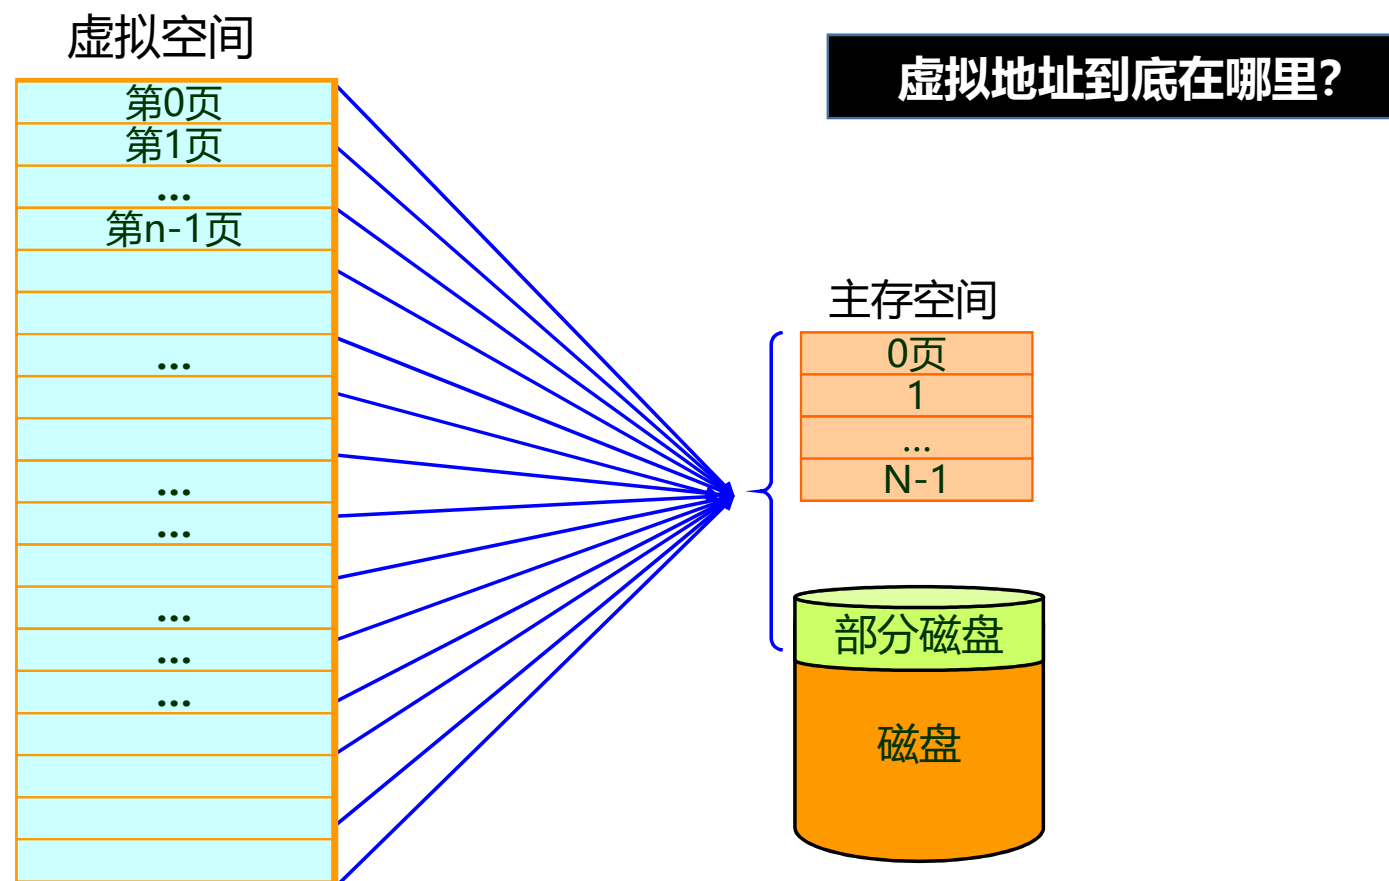 虚拟空间
虚拟地址到底在哪里?
第0页
第1页
...
第n-1页
...
...
...
...
...
...
主存空间
0页
1
...
N-1
部分磁盘
磁盘